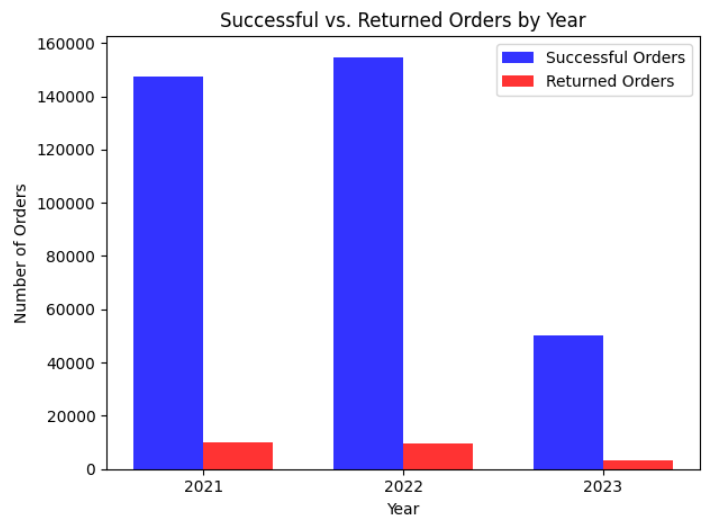 Successful vs. Returned Orders by Year
Successful Orders
Returned Orders
Number of Orders
160000
140000
120000
100000
80000
60000
40000
20000
0
2021 2022 2023
Year